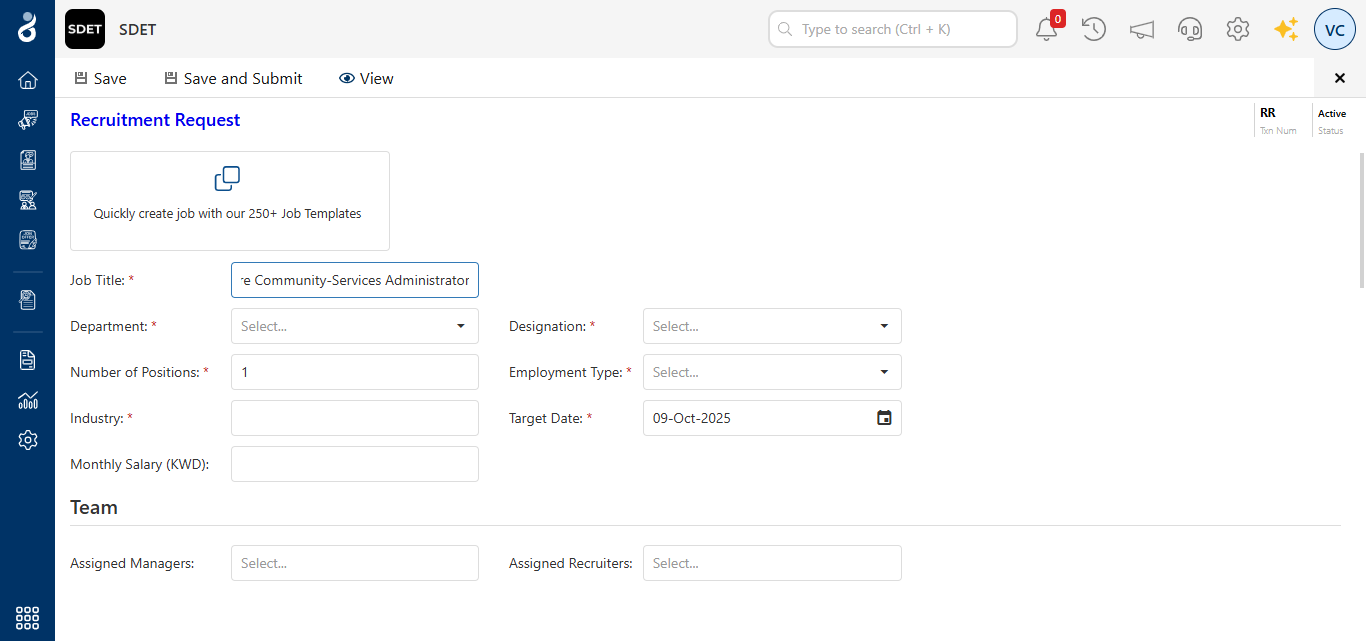 SDET
SDET
Type to search (Ctrl + K)
0
VC
Save
Save and Submit
View
Recruitment Request
RR
Txn Num
Active
Status
Quickly create job with our 250+ Job Templates
Job Title: *
Community-Services Administrator
Department: *
Select...
Designation: *
Select...
Number of Positions: *
1
Employment Type: *
Select...
Industry: *
Target Date: *
09-Oct-2025
Monthly Salary (KWD):
Team
Assigned Managers:
Select...
Assigned Recruiters:
Select...